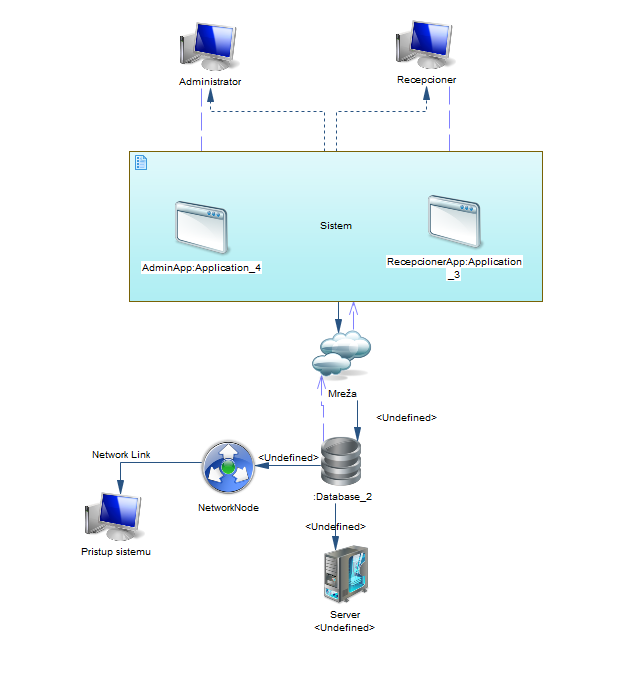 Administrator
Recepcioner
Sistem
AdminApp:Application_4
RecepcionerApp:Application
_3
Mreža
<Undefined>
Network Link
<Undefined>
NetworkNode
:Database_2
<Undefined>
Pristup sistemu
Server
<Undefined>